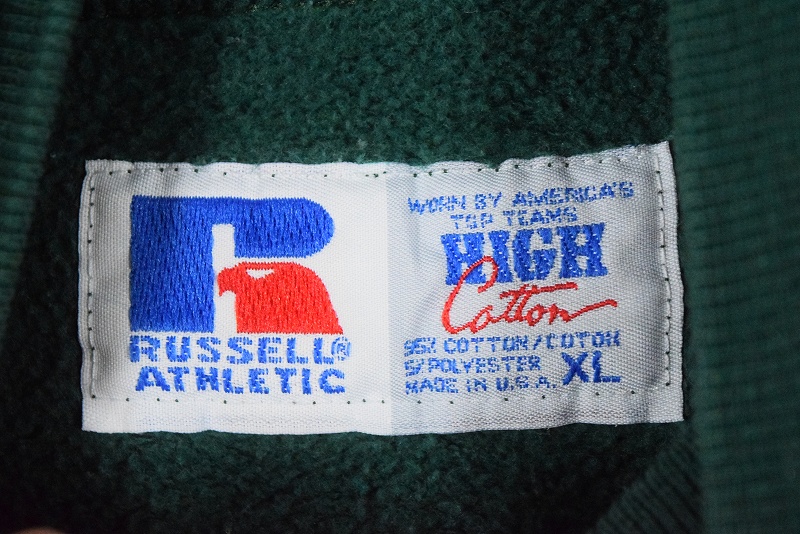 RUSSELL®
ATHLETIC
WORN BY AMERICA'S
TOP TEAMS
HIGH
Cotton
95% COTTON/COTON
5/POLYESTER
MADE IN U.S.A. XL